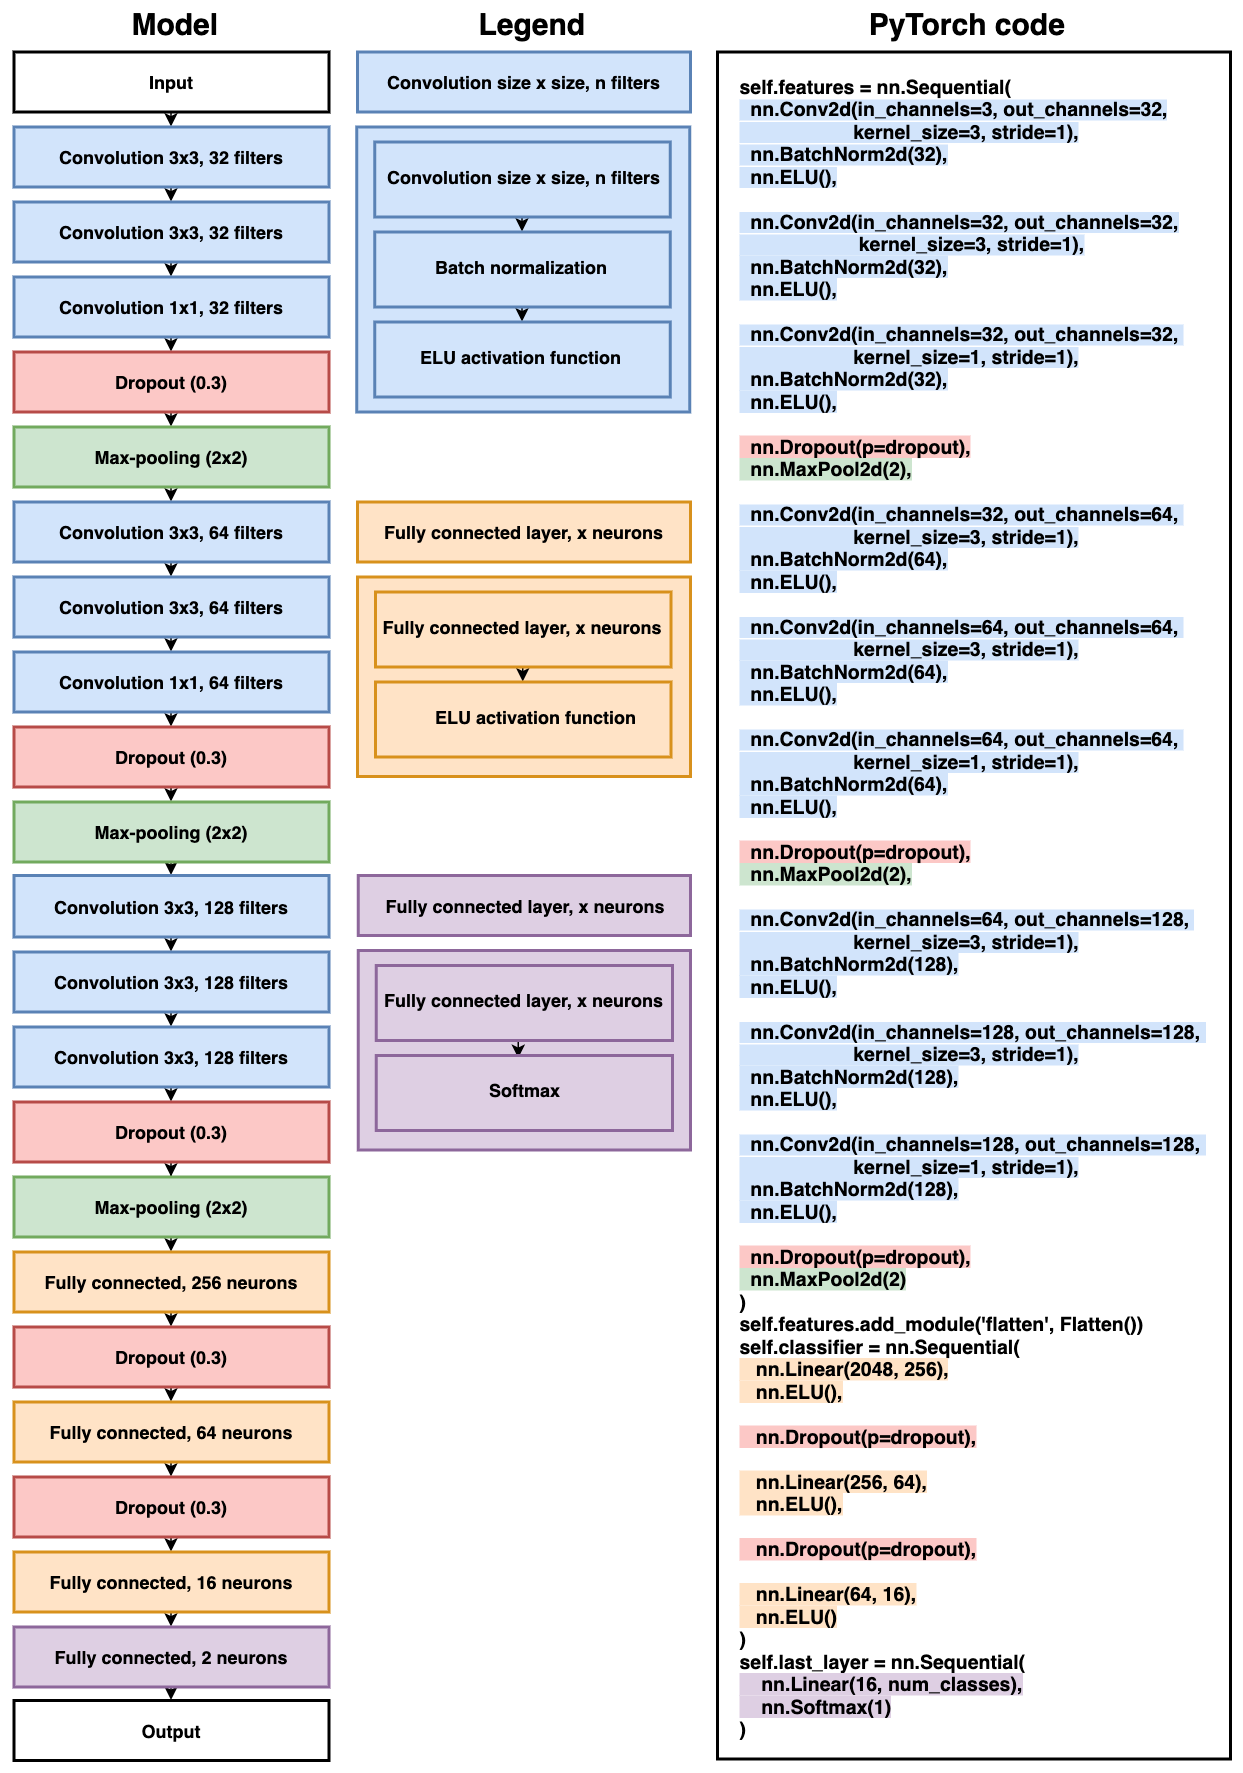 Model
Input
Convolution 3x3, 32 filters
Convolution 3x3, 32 filters
Convolution 1x1, 32 filters
Dropout (0.3)
Max-pooling (2x2)
Convolution 3x3, 64 filters
Convolution 3x3, 64 filters
Convolution 1x1, 64 filters
Dropout (0.3)
Max-pooling (2x2)
Convolution 3x3, 128 filters
Convolution 3x3, 128 filters
Convolution 3x3, 128 filters
Dropout (0.3)
Max-pooling (2x2)
Fully connected, 256 neurons
Dropout (0.3)
Fully connected, 64 neurons
Dropout (0.3)
Fully connected, 16 neurons
Fully connected, 2 neurons
Output
Legend
Convolution size x size, n filters
Convolution size x size, n filters
Batch normalization
ELU activation function
Fully connected layer, x neurons
Fully connected layer, x neurons
ELU activation function
Fully connected layer, x neurons
Fully connected layer, x neurons
Softmax
PyTorch code
self.features = nn.Sequential(
nn.Conv2d(in_channels=3, out_channels=32,
kernel_size=3, stride=1),
nn.BatchNorm2d(32),
nn.ELU(),
nn.Conv2d(in_channels=32, out_channels=32,
kernel_size=3, stride=1),
nn.BatchNorm2d(32),
nn.ELU(),
nn.Conv2d(in_channels=32, out_channels=32,
kernel_size=1, stride=1),
nn.BatchNorm2d(32),
nn.ELU(),
nn.Dropout(p=dropout),
nn.MaxPool2d(2),
nn.Conv2d(in_channels=32, out_channels=64,
kernel_size=3, stride=1),
nn.BatchNorm2d(64),
nn.ELU(),
nn.Conv2d(in_channels=64, out_channels=64,
kernel_size=3, stride=1),
nn.BatchNorm2d(64),
nn.ELU(),
nn.Conv2d(in_channels=64, out_channels=64,
kernel_size=1, stride=1),
nn.BatchNorm2d(64),
nn.ELU(),
nn.Dropout(p=dropout),
nn.MaxPool2d(2),
nn.Conv2d(in_channels=64, out_channels=128,
kernel_size=3, stride=1),
nn.BatchNorm2d(128),
nn.ELU(),
nn.Conv2d(in_channels=128, out_channels=128,
kernel_size=3, stride=1),
nn.BatchNorm2d(128),
nn.ELU(),
nn.Conv2d(in_channels=128, out_channels=128,
kernel_size=1, stride=1),
nn.BatchNorm2d(128),
nn.ELU(),
nn.Dropout(p=dropout),
nn.MaxPool2d(2)
)
self.features.add_module('flatten', Flatten())
self.classifier = nn.Sequential(
nn.Linear(2048, 256),
nn.ELU(),
nn.Dropout(p=dropout),
nn.Linear(256, 64),
nn.ELU(),
nn.Dropout(p=dropout),
nn.Linear(64, 16),
nn.ELU()
)
self.last_layer = nn.Sequential(
nn.Linear(16, num_classes),
nn.Softmax(1)
)